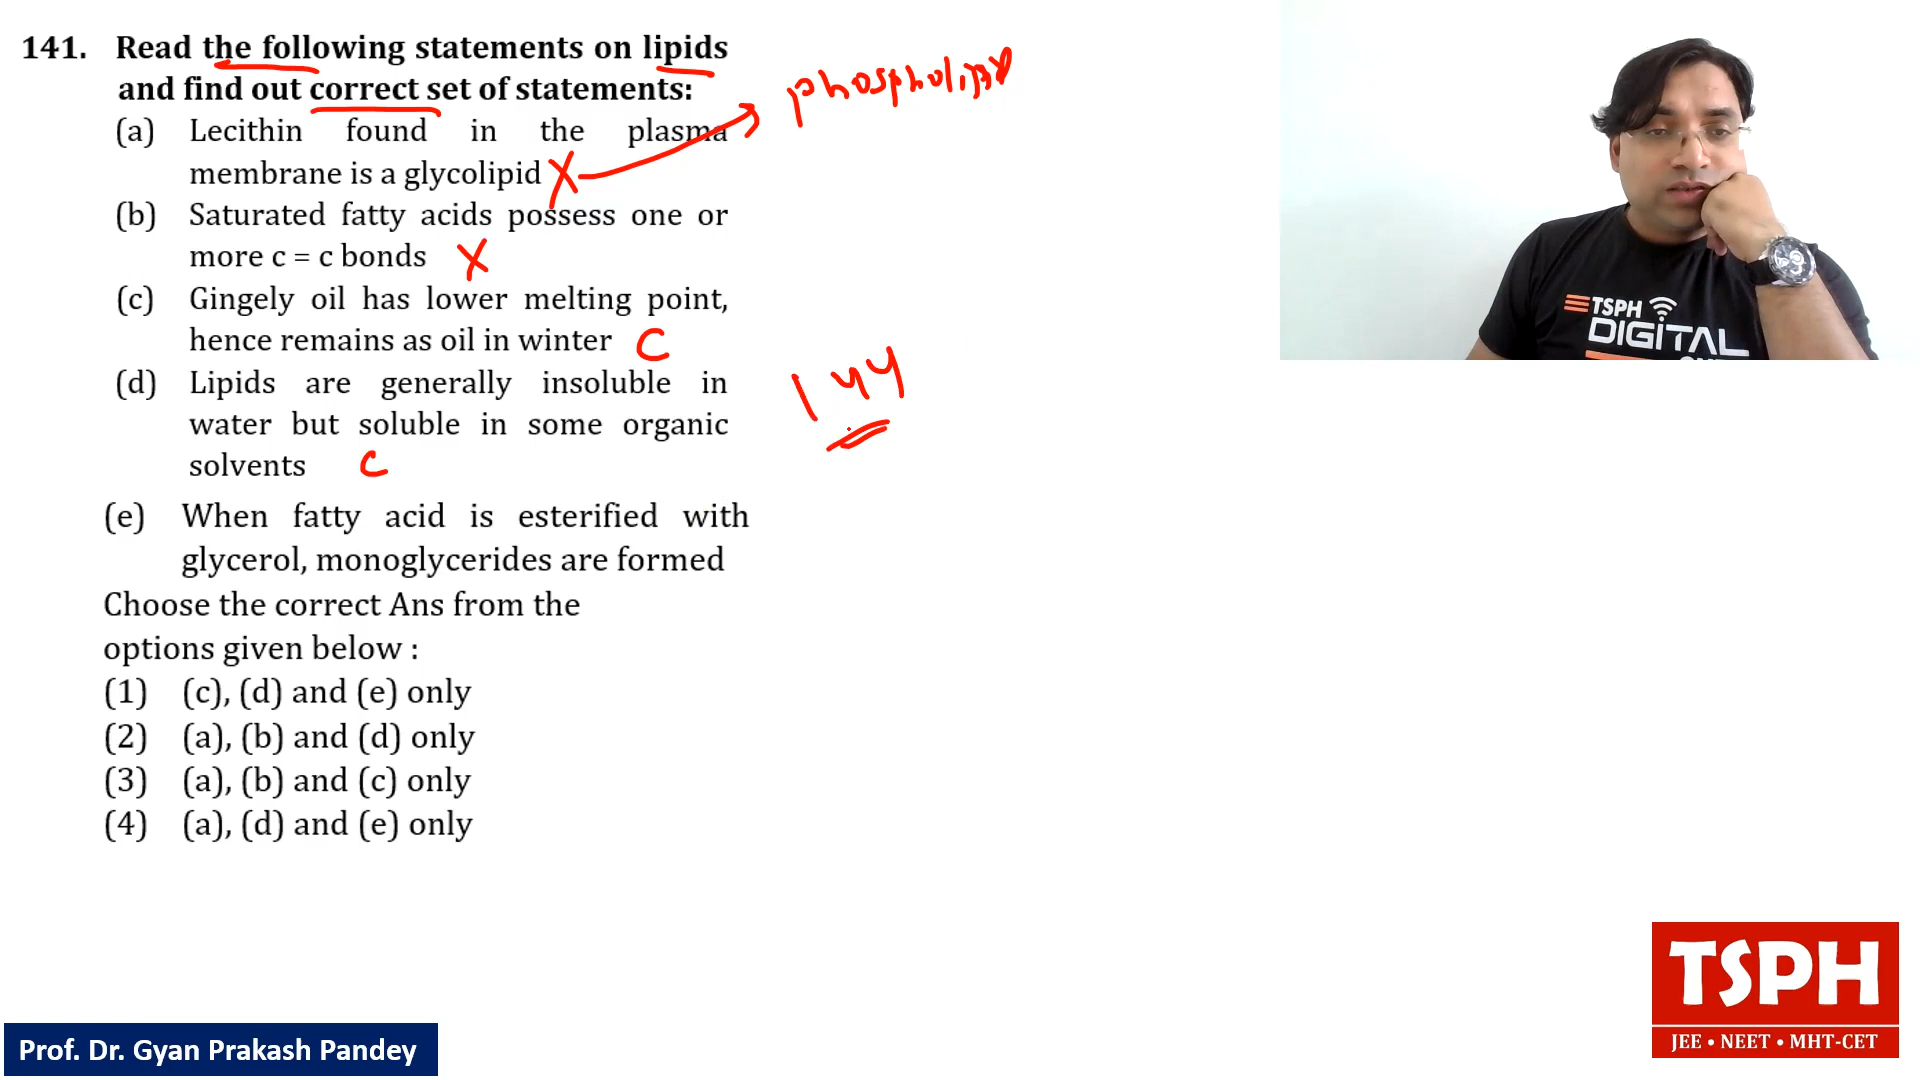 141. Read the following statements on lipids
and find out correct set of statements:
phospholipid
(a) Lecithin found in the plasma
membrane is a glycolipid X
(b) Saturated fatty acids possess one or
more c = c bonds X
(c) Gingely oil has lower melting point,
hence remains as oil in winter C
144
(d) Lipids are generally insoluble in
water but soluble in some organic
solvents C
(e) When fatty acid is esterified with
glycerol, monoglycerides are formed
Choose the correct Ans from the
options given below :
(1) (c), (d) and (e) only
(2) (a), (b) and (d) only
(3) (a), (b) and (c) only
(4) (a), (d) and (e) only
TSPH
DIGITAL
TSPH
JEE • NEET • MHT-CET
Prof. Dr. Gyan Prakash Pandey